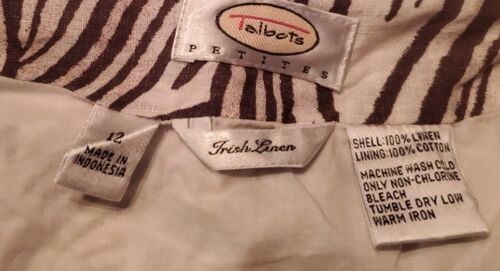 Talbots
PETITES
12
MADE IN
INDONESIA
Irish Linen
SHELL:100% LINEN
LINING:100% COTTON
MACHINE WASH COLD
ONLY NON-CHLORINE
BLEACH
TUMBLE DRY LOW
WARM IRON